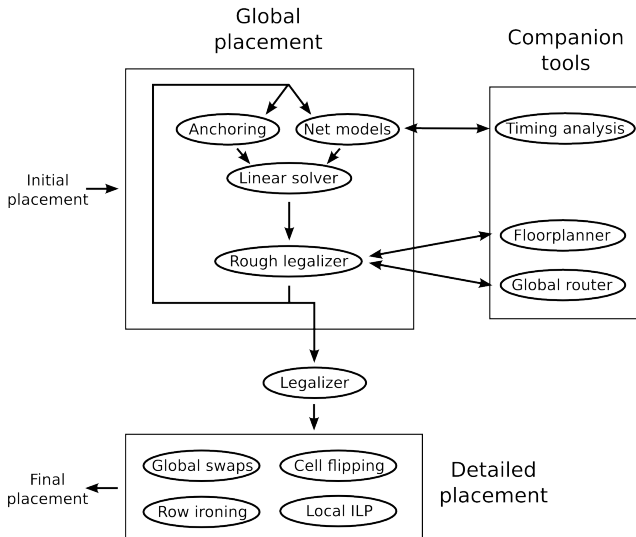 Global
placement
Companion
tools
Anchoring
Net models
Timing analysis
Linear solver
Initial
placement
Floorplanner
Rough legalizer
Global router
Legalizer
Global swaps
Cell flipping
Detailed
placement
Final
placement
Row ironing
Local ILP